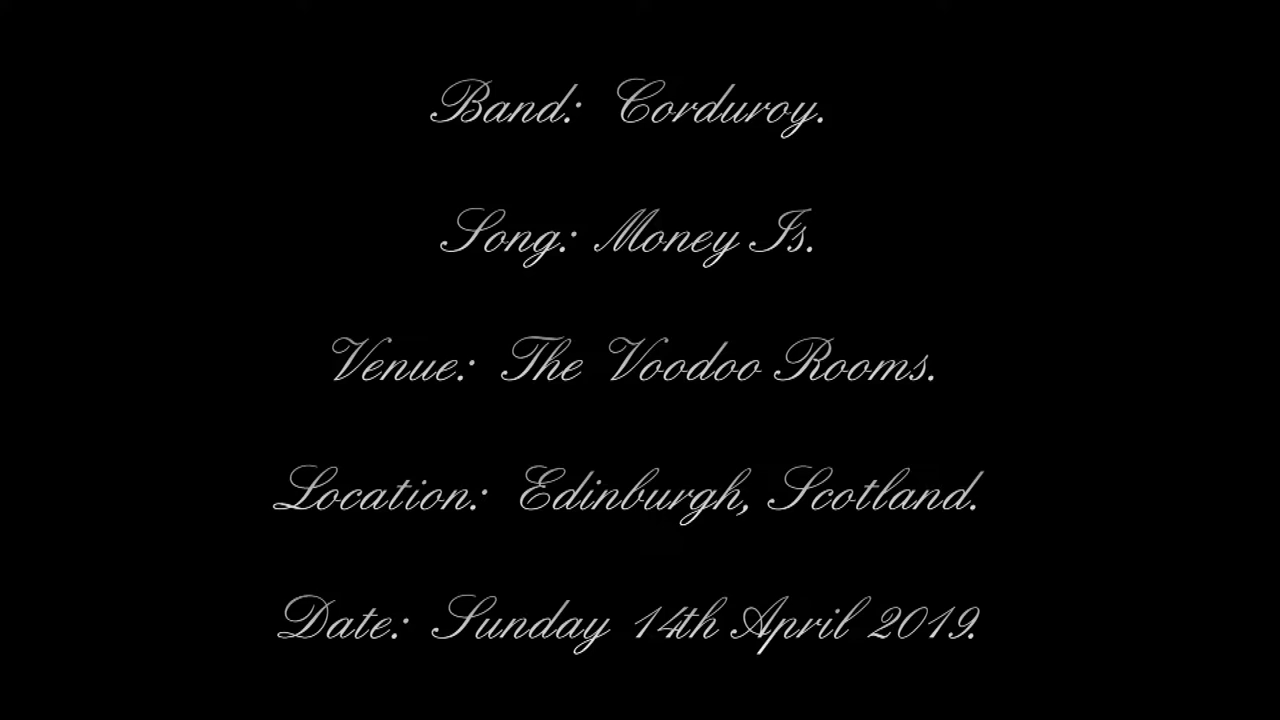 Band: Corduroy.
Song: Money Is.
Venue: The Voodoo Rooms.
Location: Edinburgh, Scotland.
Date: Sunday 14th April 2019.